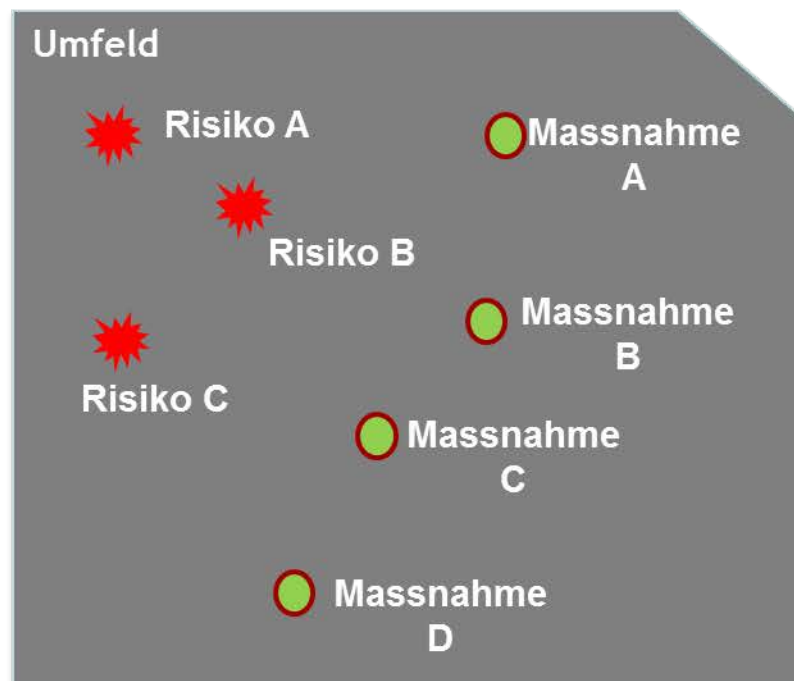 Umfeld
Risiko A
Massnahme
A
Risiko B
Massnahme
B
Risiko C
Massnahme
C
Massnahme
D